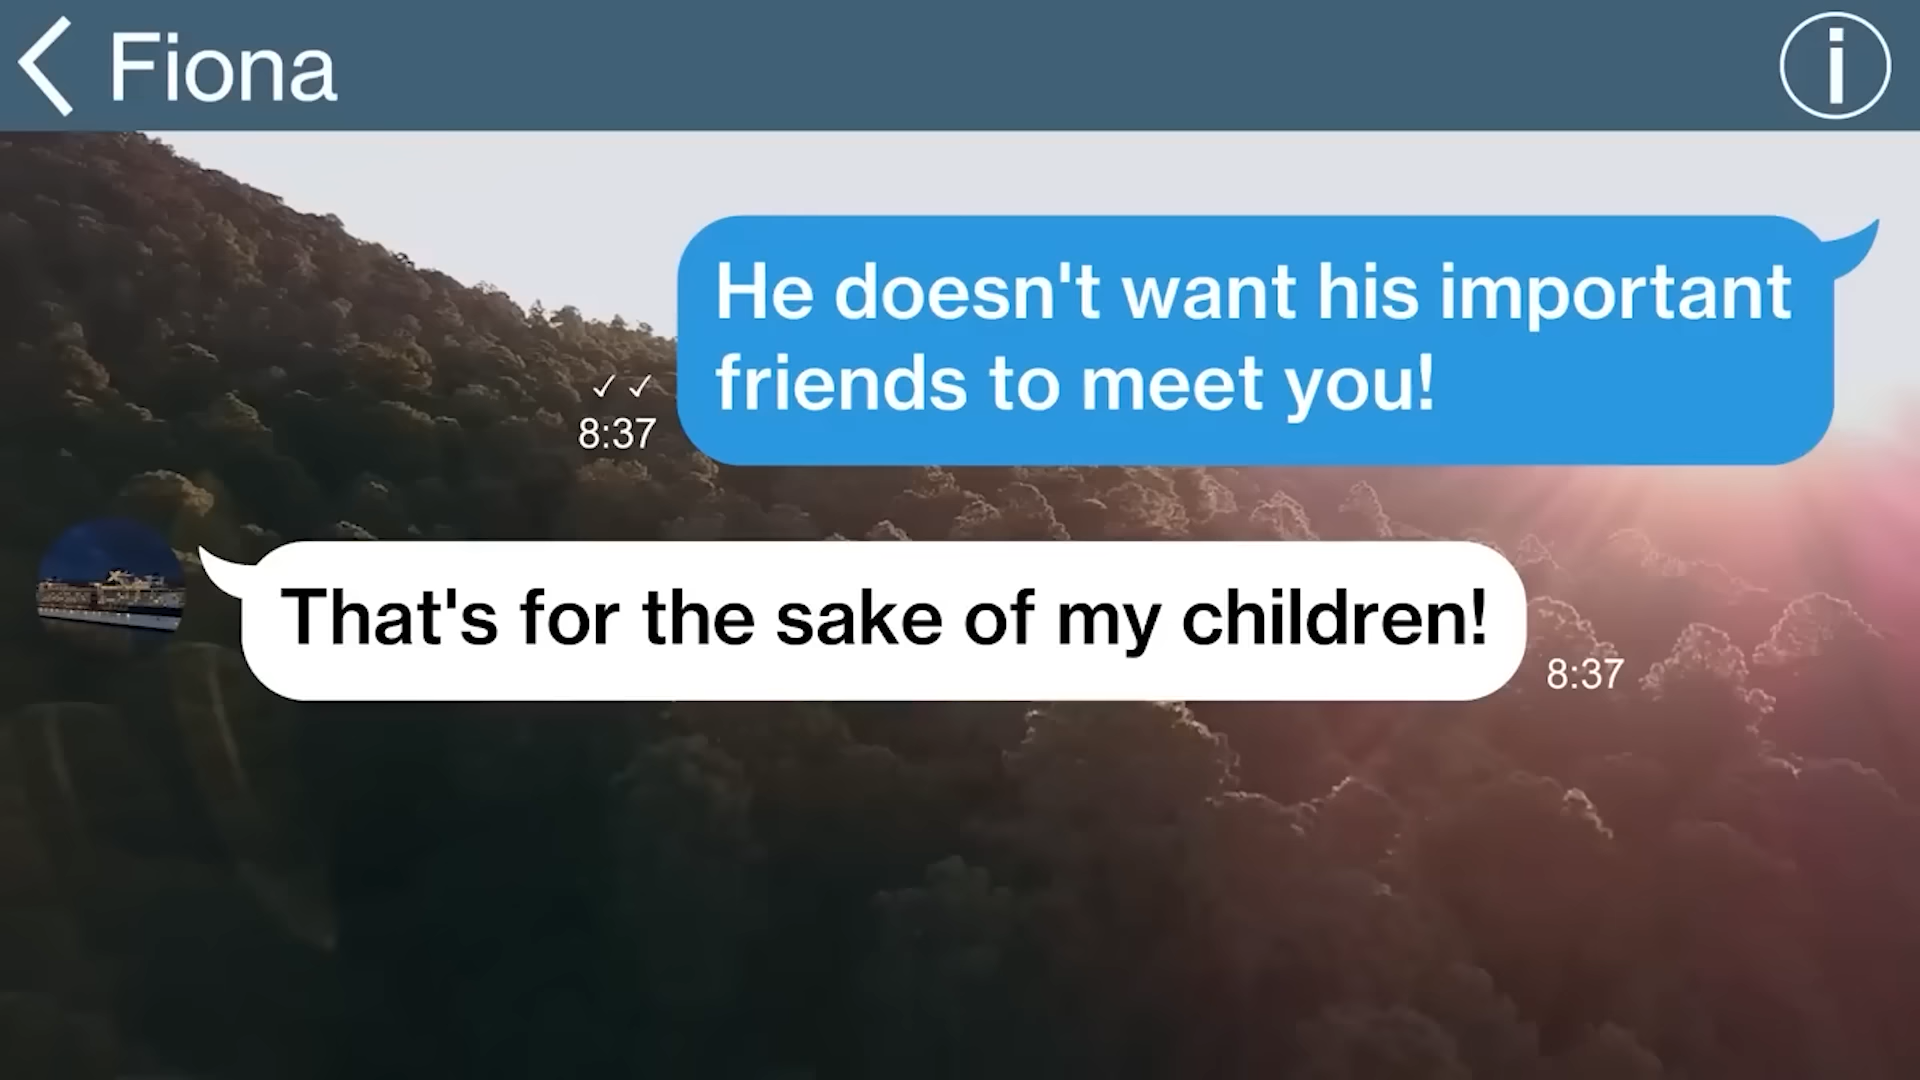 Fiona
He doesn't want his important
friends to meet you!
✓✓
8:37
That's for the sake of my children!
8:37